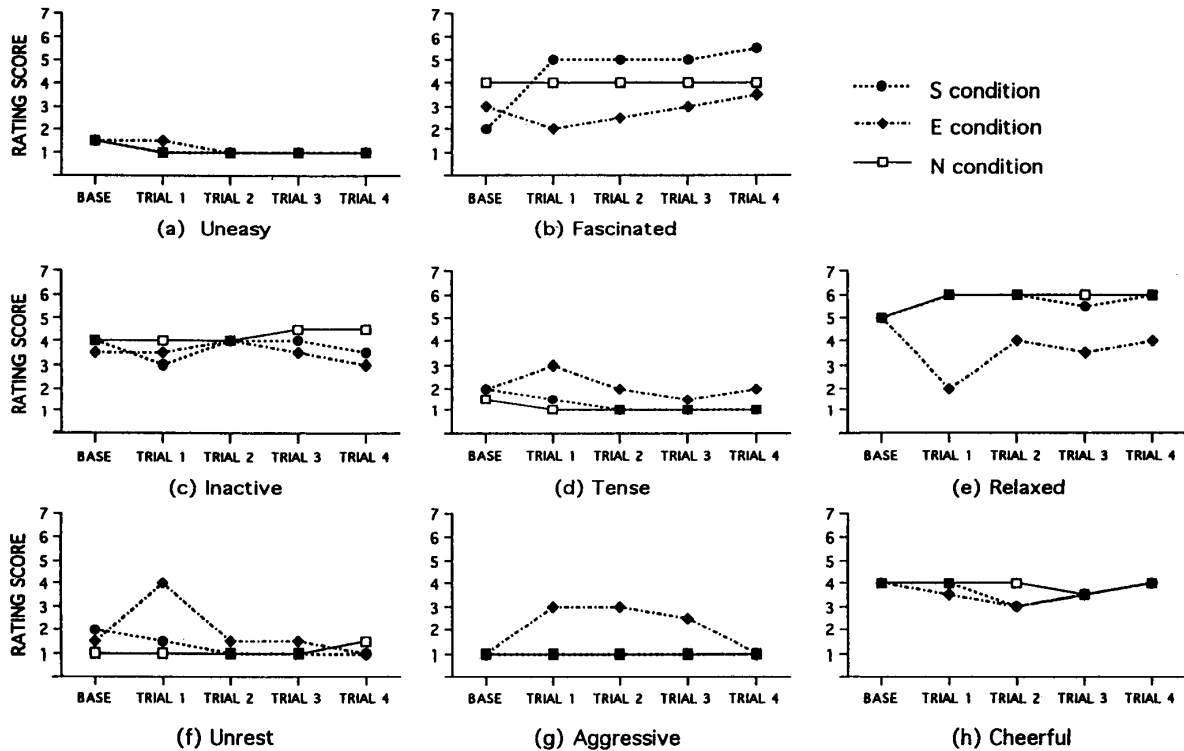 7
6
5
4
3
2
1
RATING SCORE
BASE TRIAL 1 TRIAL 2 TRIAL 3 TRIAL 4
(a) Uneasy
7
6
5
4
3
2
1
RATING SCORE
BASE TRIAL 1 TRIAL 2 TRIAL 3 TRIAL 4
(b) Fascinated
S condition
E condition
N condition
7
6
5
4
3
2
1
RATING SCORE
BASE TRIAL 1 TRIAL 2 TRIAL 3 TRIAL 4
(c) Inactive
7
6
5
4
3
2
1
BASE TRIAL 1 TRIAL 2 TRIAL 3 TRIAL 4
(d) Tense
7
6
5
4
3
2
1
BASE TRIAL 1 TRIAL 2 TRIAL 3 TRIAL 4
(e) Relaxed
7
6
5
4
3
2
1
RATING SCORE
BASE TRIAL 1 TRIAL 2 TRIAL 3 TRIAL 4
(f) Unrest
7
6
5
4
3
2
1
BASE TRIAL 1 TRIAL 2 TRIAL 3 TRIAL 4
(g) Aggressive
7
6
5
4
3
2
1
BASE TRIAL 1 TRIAL 2 TRIAL 3 TRIAL 4
(h) Cheerful